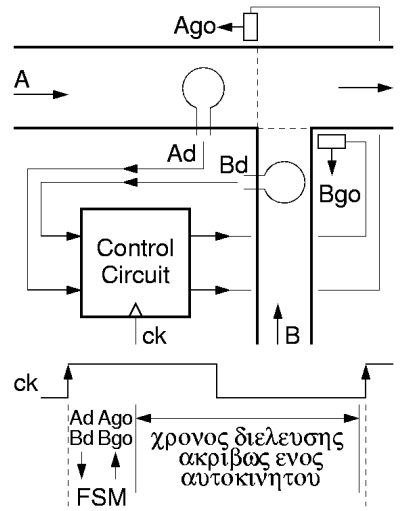 Ago
A
Ad
Bd
Bgo
Control
Circuit
ck
B
ck
Ad Ago
Bd Bgo
FSM
χρονος διελευσης
ακριβως ενος
αυτοκινητου